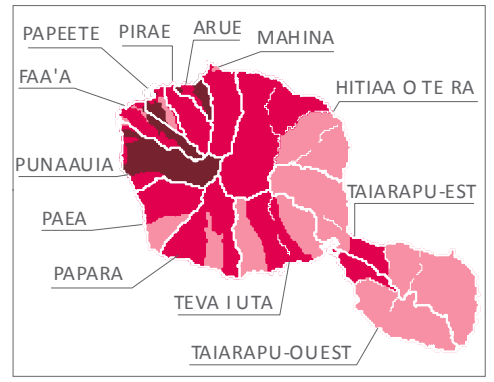 PAPEETE
PIRAE
ARUE
MAHINA
FAA'A
HITIAA O TE RA
PUNAAUIA
TAIARAPU-EST
PAEA
PAPARA
TEVA I UTA
TAIARAPU-OUEST